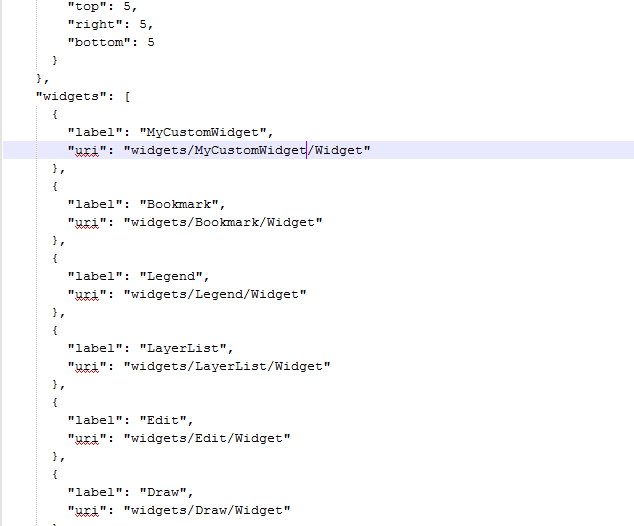 "top": 5,
"right": 5,
"bottom": 5
}
},
"widgets": [
{
"label": "MyCustomWidget",
"uri": "widgets/MyCustomWidget/Widget"
},
{
"label": "Bookmark",
"uri": "widgets/Bookmark/Widget"
},
{
"label": "Legend",
"uri": "widgets/Legend/Widget"
},
{
"label": "LayerList",
"uri": "widgets/LayerList/Widget"
},
{
"label": "Edit",
"uri": "widgets/Edit/Widget"
},
{
"label": "Draw",
"uri": "widgets/Draw/Widget"